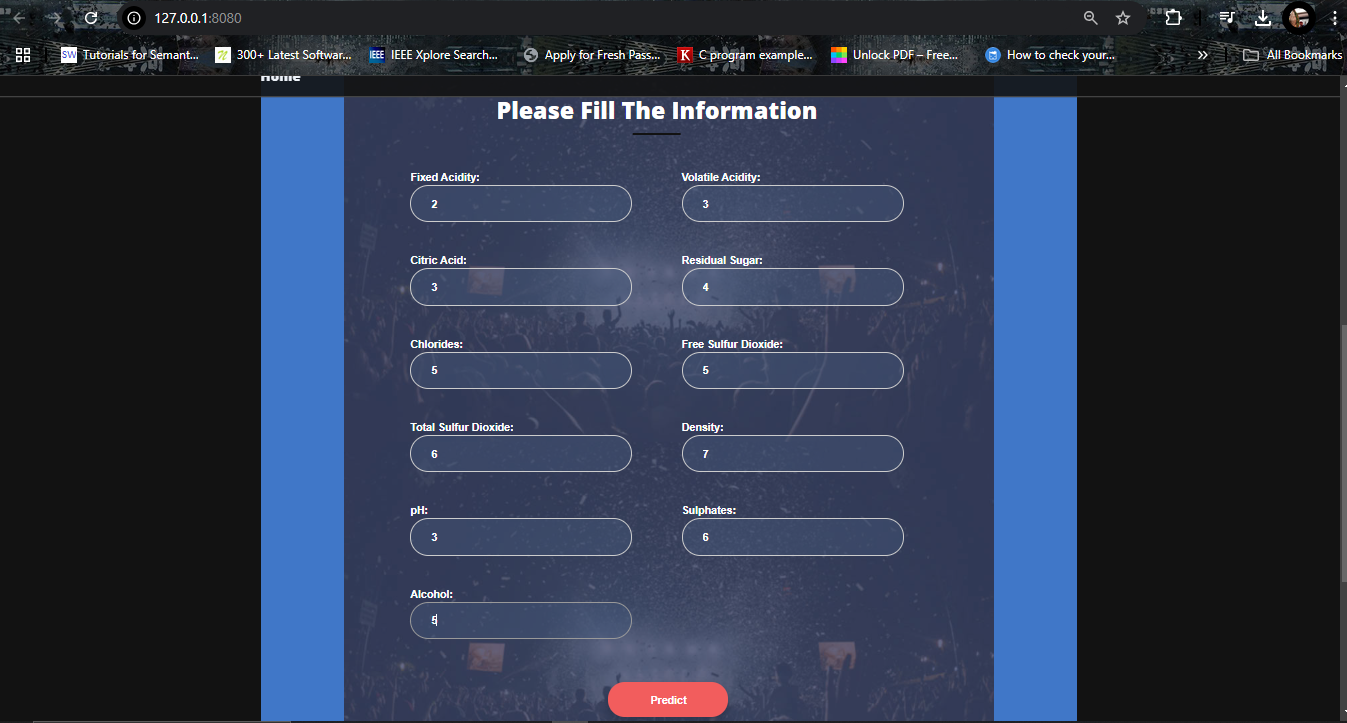 127.0.0.1:8080
SW Tutorials for Semant... 300+ Latest Softwar... IEEE IEEE Xplore Search... Apply for Fresh Pass... K C program example... Unlock PDF – Free... How to check your... » All Bookmarks
Home
Please Fill The Information
Fixed Acidity: Volatile Acidity:
2 3
Citric Acid: Residual Sugar:
3 4
Chlorides: Free Sulfur Dioxide:
5 5
Total Sulfur Dioxide: Density:
6 7
pH: Sulphates:
3 6
Alcohol:
5
Predict